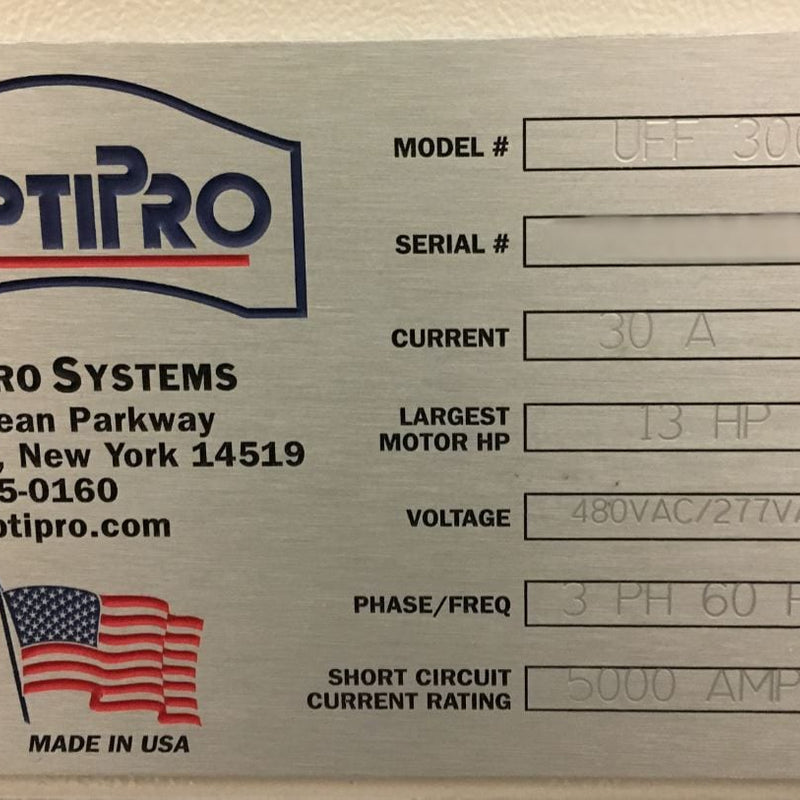 PTIPRO
RO SYSTEMS
ean Parkway
, New York 14519
5-0160
ptipro.com
MADE IN USA
MODEL # UFF 300
SERIAL #
CURRENT 30 A
LARGEST
MOTOR HP 13 HP
VOLTAGE 480VAC/277V
PHASE/FREQ 3 PH 60 H
SHORT CIRCUIT
CURRENT RATING 5000 AMP